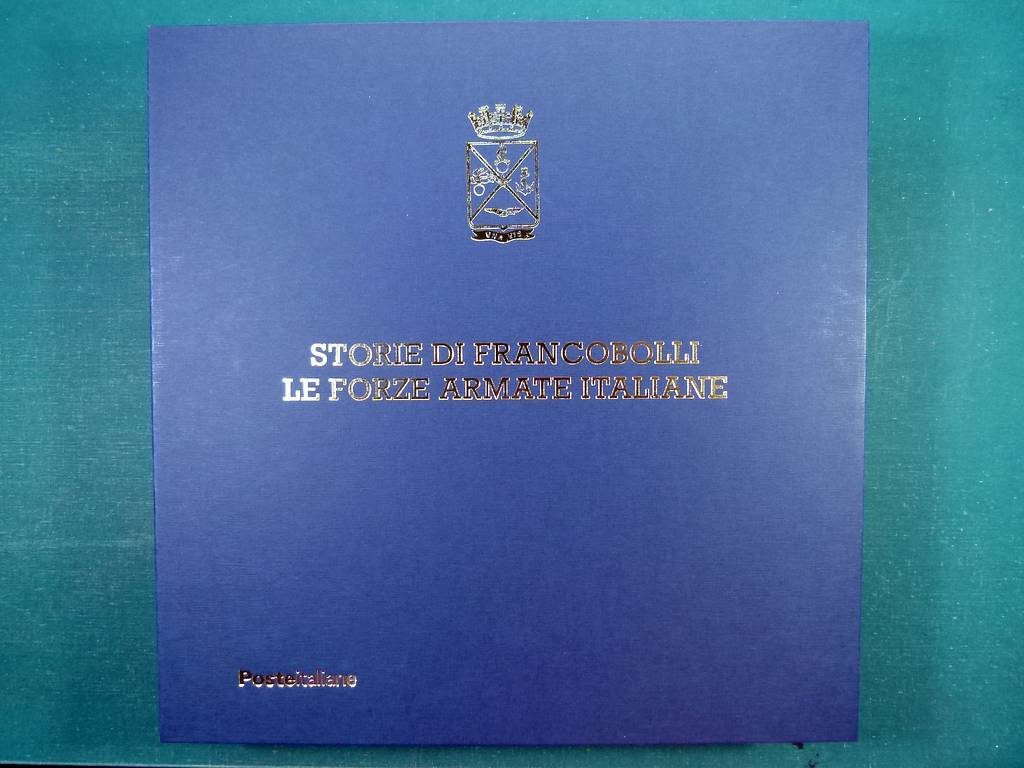 STORIE DI FRANCOBOLLI
LE FORZE ARMATE ITALIANE
Posteitaliane